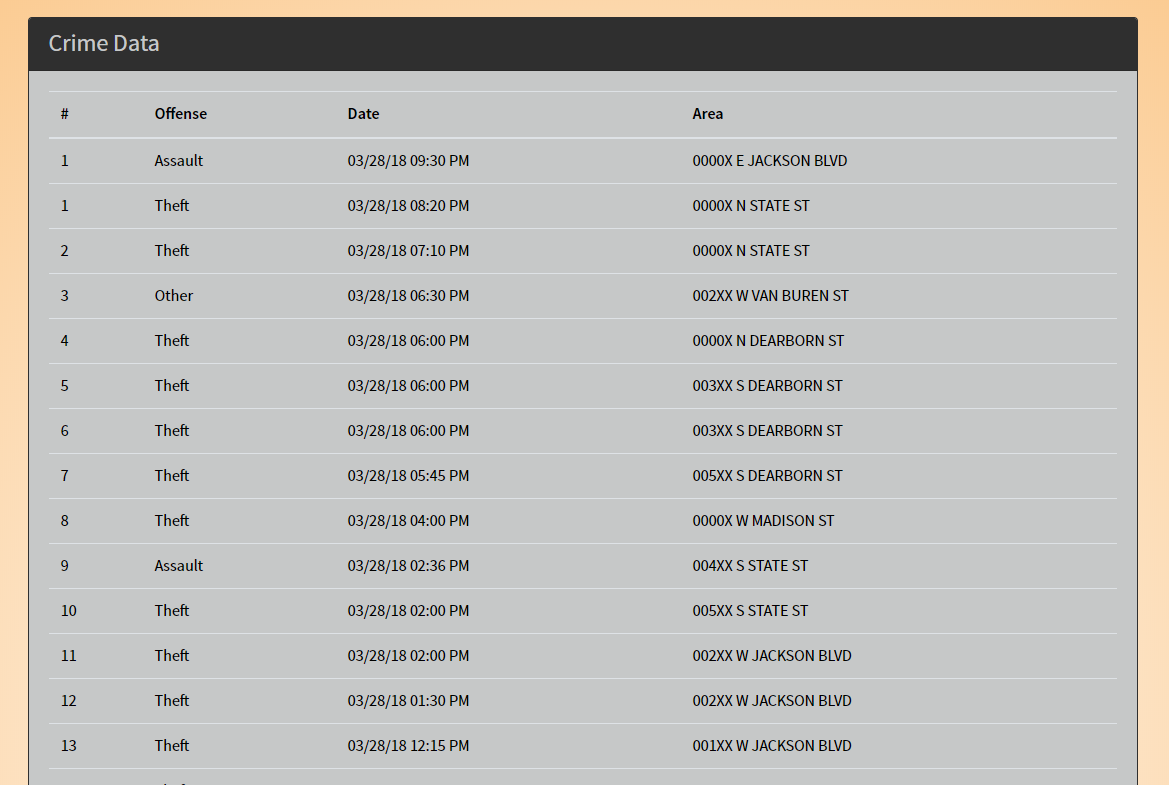 Crime Data
# Offense Date Area
1 Assault 03/28/18 09:30 PM 0000X E JACKSON BLVD
1 Theft 03/28/18 08:20 PM 0000X N STATE ST
2 Theft 03/28/18 07:10 PM 0000X N STATE ST
3 Other 03/28/18 06:30 PM 002XX W VAN BUREN ST
4 Theft 03/28/18 06:00 PM 0000X N DEARBORN ST
5 Theft 03/28/18 06:00 PM 003XX S DEARBORN ST
6 Theft 03/28/18 06:00 PM 003XX S DEARBORN ST
7 Theft 03/28/18 05:45 PM 005XX S DEARBORN ST
8 Theft 03/28/18 04:00 PM 0000X W MADISON ST
9 Assault 03/28/18 02:36 PM 004XX S STATE ST
10 Theft 03/28/18 02:00 PM 005XX S STATE ST
11 Theft 03/28/18 02:00 PM 002XX W JACKSON BLVD
12 Theft 03/28/18 01:30 PM 002XX W JACKSON BLVD
13 Theft 03/28/18 12:15 PM 001XX W JACKSON BLVD